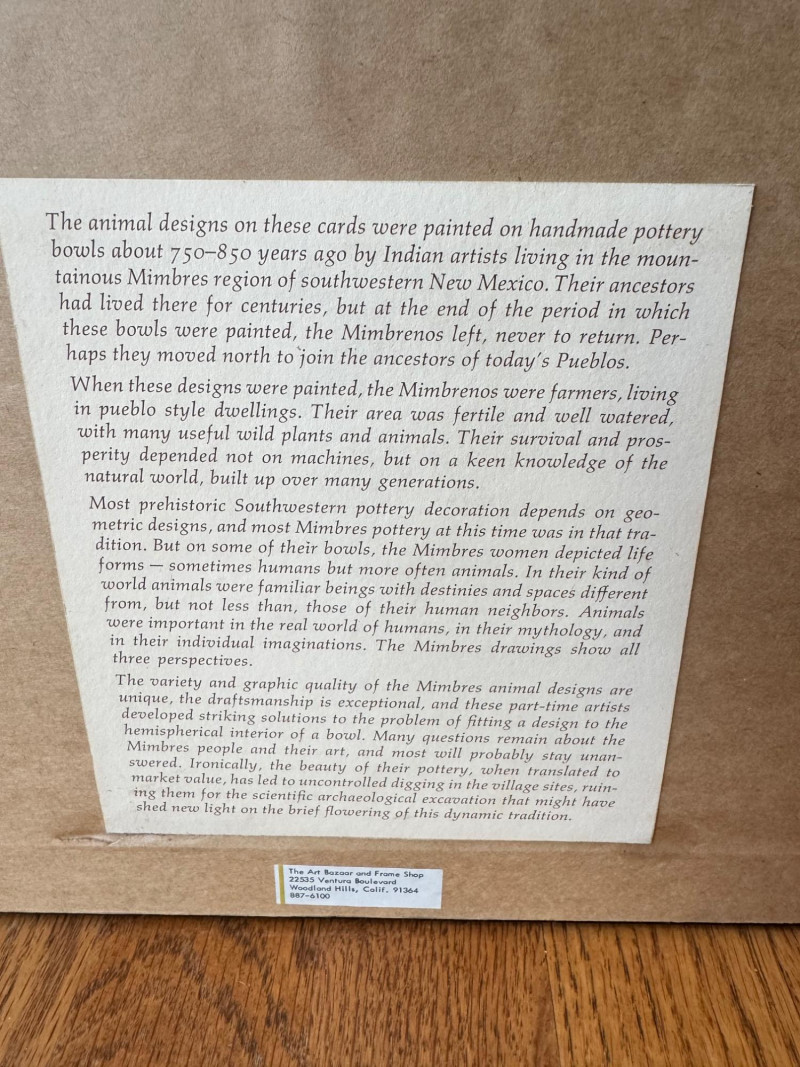 The animal designs on these cards were painted on handmade pottery
bowls about 750–850 years ago by Indian artists living in the moun-
tainous Mimbres region of southwestern New Mexico. Their ancestors
had lived there for centuries, but at the end of the period in which
these bowls were painted, the Mimbrenos left, never to return. Per-
haps they moved north to join the ancestors of today's Pueblos.
When these designs were painted, the Mimbrenos were farmers, living
in pueblo style dwellings. Their area was fertile and well watered,
with many useful wild plants and animals. Their survival and pros-
perity depended not on machines, but on a keen knowledge of the
natural world, built up over many generations.
Most prehistoric Southwestern pottery decoration depends on geo-
metric designs, and most Mimbres pottery at this time was in that tra-
dition. But on some of their bowls, the Mimbres women depicted life
forms — sometimes humans but more often animals. In their kind of
world animals were familiar beings with destinies and spaces different
from, but not less than, those of their human neighbors. Animals
were important in the real world of humans, in their mythology, and
in their individual imaginations. The Mimbres drawings show all
three perspectives.
The variety and graphic quality of the Mimbres animal designs are
unique, the draftsmanship is exceptional, and these part-time artists
developed striking solutions to the problem of fitting a design to the
hemispherical interior of a bowl. Many questions remain about the
Mimbres people and their art, and most will probably stay unan-
swered. Ironically, the beauty of their pottery, when translated to
market value, has led to uncontrolled digging in the village sites, ruin-
ing them for the scientific archaeological excavation that might have
shed new light on the brief flowering of this dynamic tradition.
The Art Bazaar and Frame Shop
22535 Ventura Boulevard
Woodland Hills, Calif. 91364
887-6100